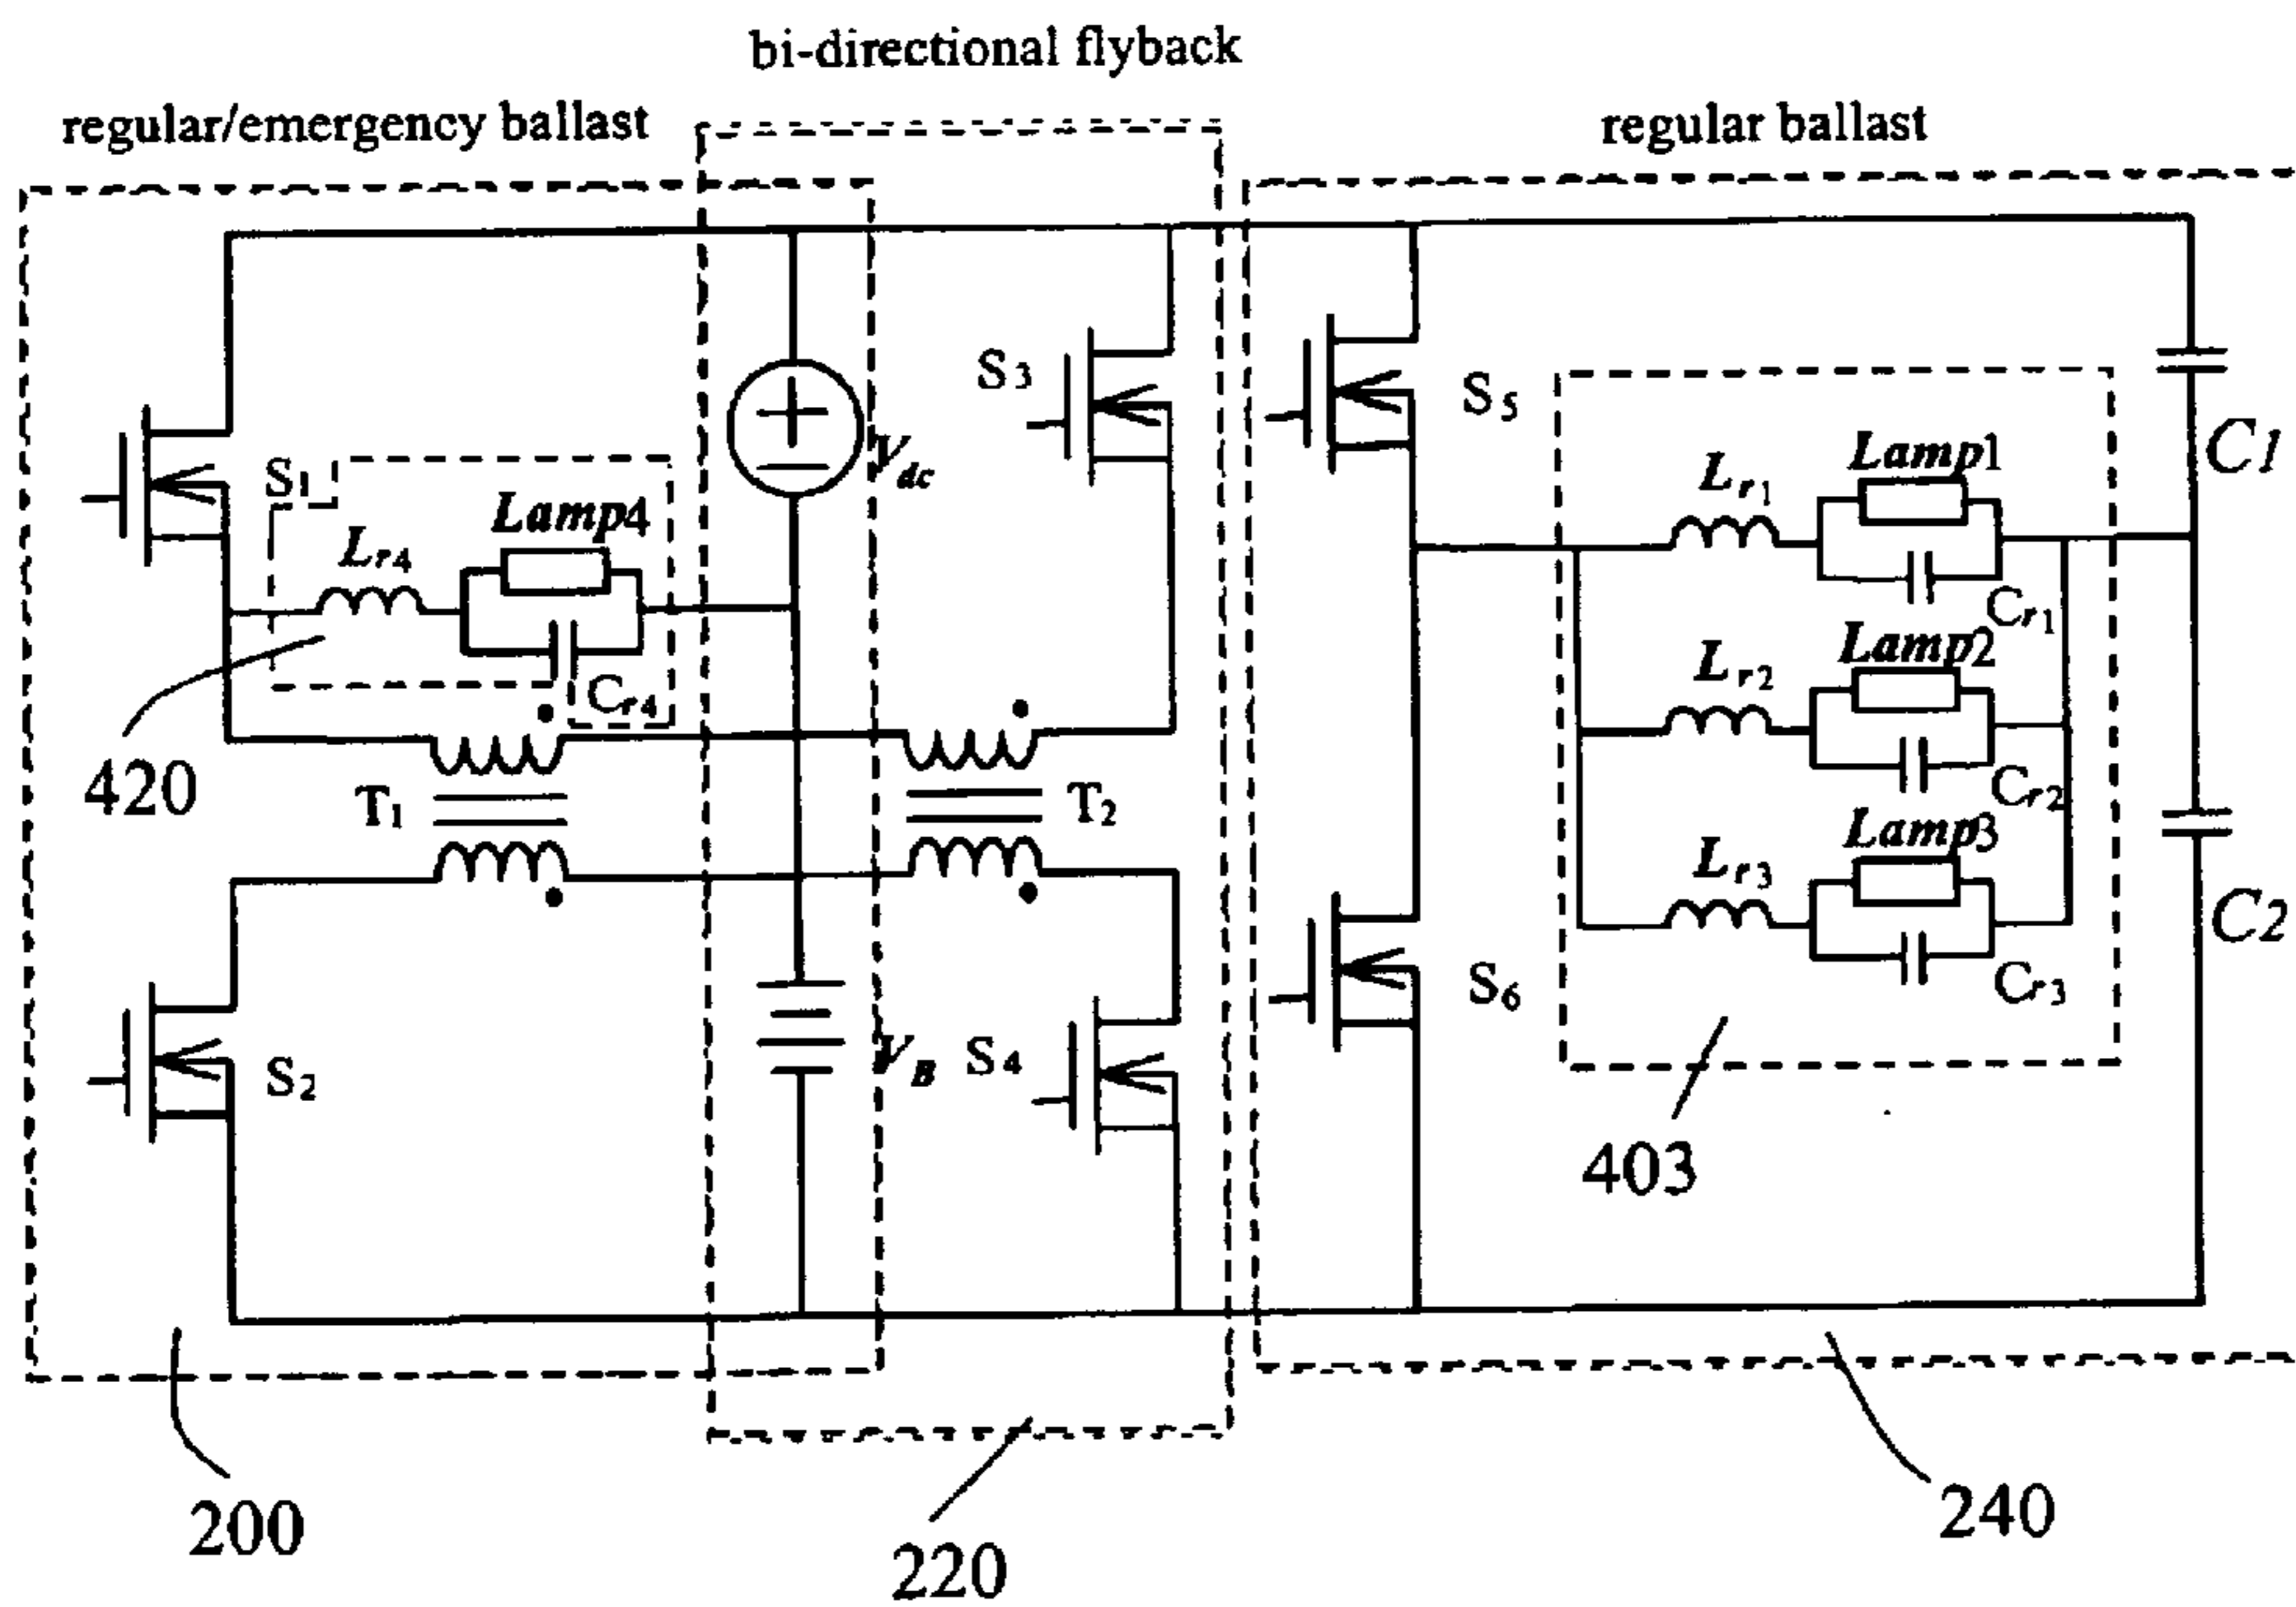 bi-directional flyback
regular/emergency ballast
regular ballast
S1
Lr4
Lamp4
Cr4
Vdc
S3
S5
Lr1
Lamp1
Cr1
C1
Lr2
Lamp2
Cr2
420
T1
T2
Lr3
Lamp3
Cr3
C2
S2
VB
S4
S6
403
200
220
240